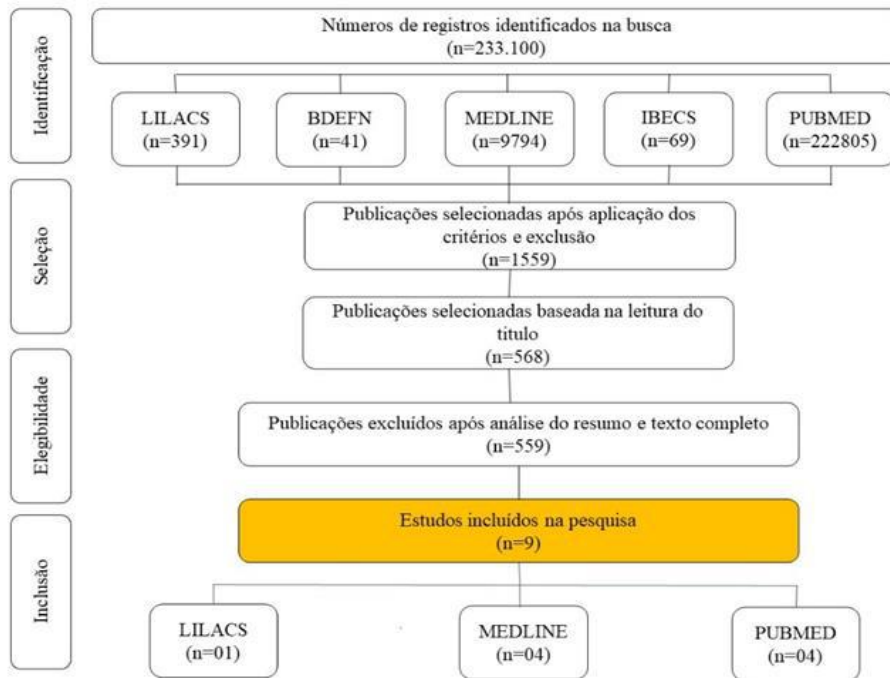 Identificação
Números de registros identificados na busca
(n=233.100)
LILACS
(n=391)
BDEFN
(n=41)
MEDLINE
(n=9794)
IBECS
(n=69)
PUBMED
(n=222805)
Seleção
Publicações selecionadas após aplicação dos
critérios e exclusão
(n=1559)
Publicações selecionadas baseada na leitura do
titulo
(n=568)
Elegibilidade
Publicações excluídos após análise do resumo e texto completo
(n=559)
Inclusão
Estudos incluídos na pesquisa
(n=9)
LILACS
(n=01)
MEDLINE
(n=04)
PUBMED
(n=04)